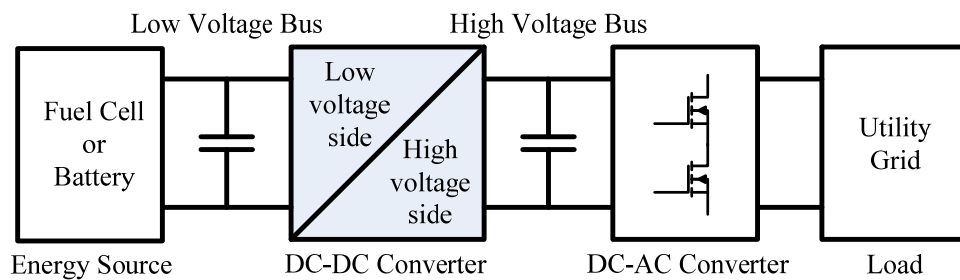 Low Voltage Bus
High Voltage Bus
Fuel Cell
or
Battery
Low
voltage
side
High
voltage
side
Utility
Grid
Energy Source
DC-DC Converter
DC-AC Converter
Load